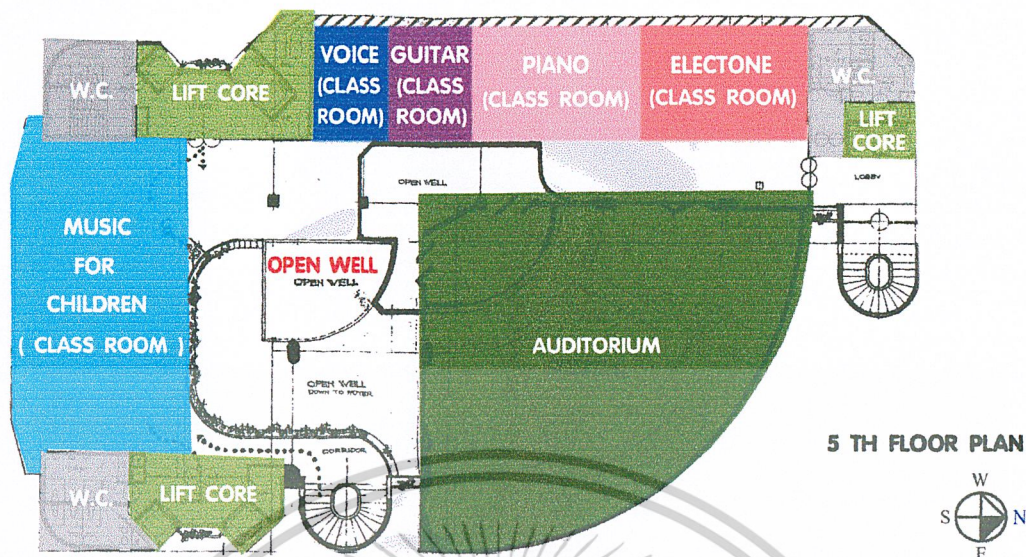 W.C.
LIFT CORE
VOICE
(CLASS
ROOM)
GUITAR
(CLASS
ROOM)
PIANO
(CLASS ROOM)
ELECTONE
(CLASS ROOM)
W.C.
LIFT
CORE
LOBBY
OPEN WELL
MUSIC
FOR
CHILDREN
( CLASS ROOM )
OPEN WELL
OPEN WELL
AUDITORIUM
OPEN WELL
DOWN TO FOYER
CORRIDOR
W.C.
LIFT CORE
5 TH FLOOR PLAN
W
S
N
E